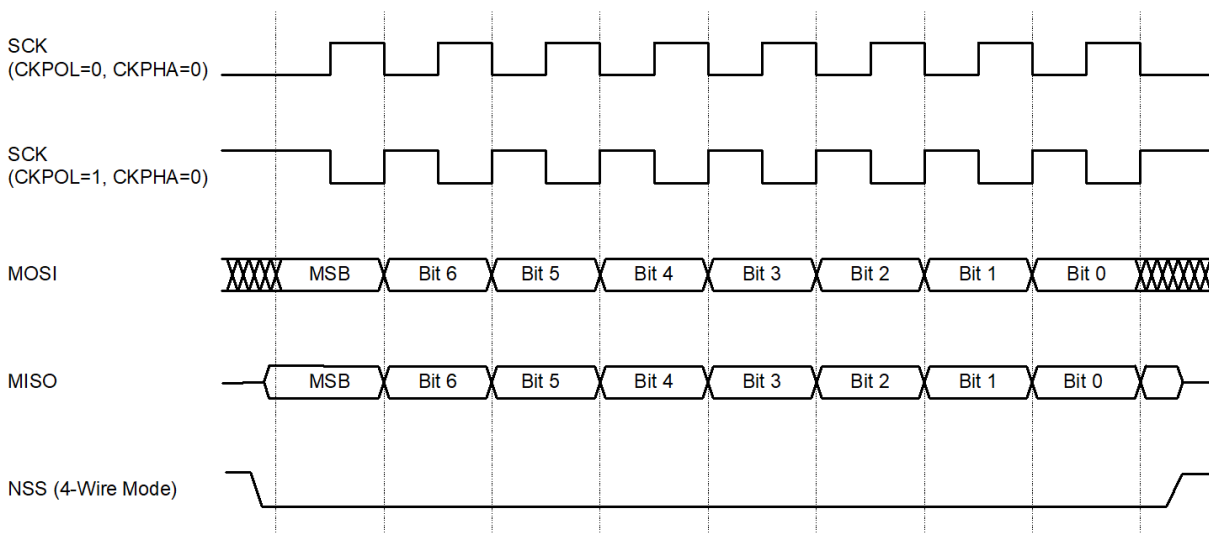 SCK
(CKPOL=0, CKPHA=0)
SCK
(CKPOL=1, CKPHA=0)
MOSI MSB Bit 6 Bit 5 Bit 4 Bit 3 Bit 2 Bit 1 Bit 0
MISO MSB Bit 6 Bit 5 Bit 4 Bit 3 Bit 2 Bit 1 Bit 0
NSS (4-Wire Mode)